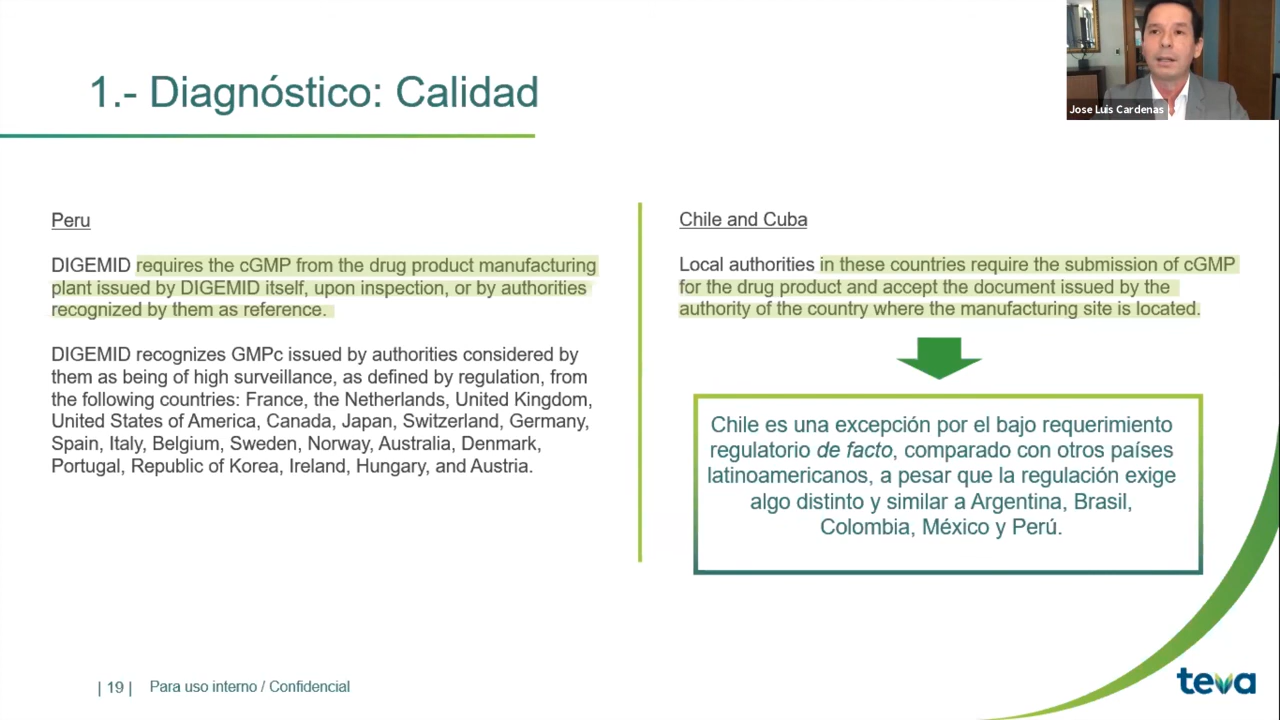 1.- Diagnóstico: Calidad
Jose Luis Cardenas
Peru
DIGEMID requires the cGMP from the drug product manufacturing
plant issued by DIGEMID itself, upon inspection, or by authorities
recognized by them as reference.
DIGEMID recognizes GMPc issued by authorities considered by
them as being of high surveillance, as defined by regulation, from
the following countries: France, the Netherlands, United Kingdom,
United States of America, Canada, Japan, Switzerland, Germany,
Spain, Italy, Belgium, Sweden, Norway, Australia, Denmark,
Portugal, Republic of Korea, Ireland, Hungary, and Austria.
Chile and Cuba
Local authorities in these countries require the submission of cGMP
for the drug product and accept the document issued by the
authority of the country where the manufacturing site is located.
Chile es una excepción por el bajo requerimiento
regulatorio de facto, comparado con otros países
latinoamericanos, a pesar que la regulación exige
algo distinto y similar a Argentina, Brasil,
Colombia, México y Perú.
| 19 | Para uso interno / Confidencial
teva